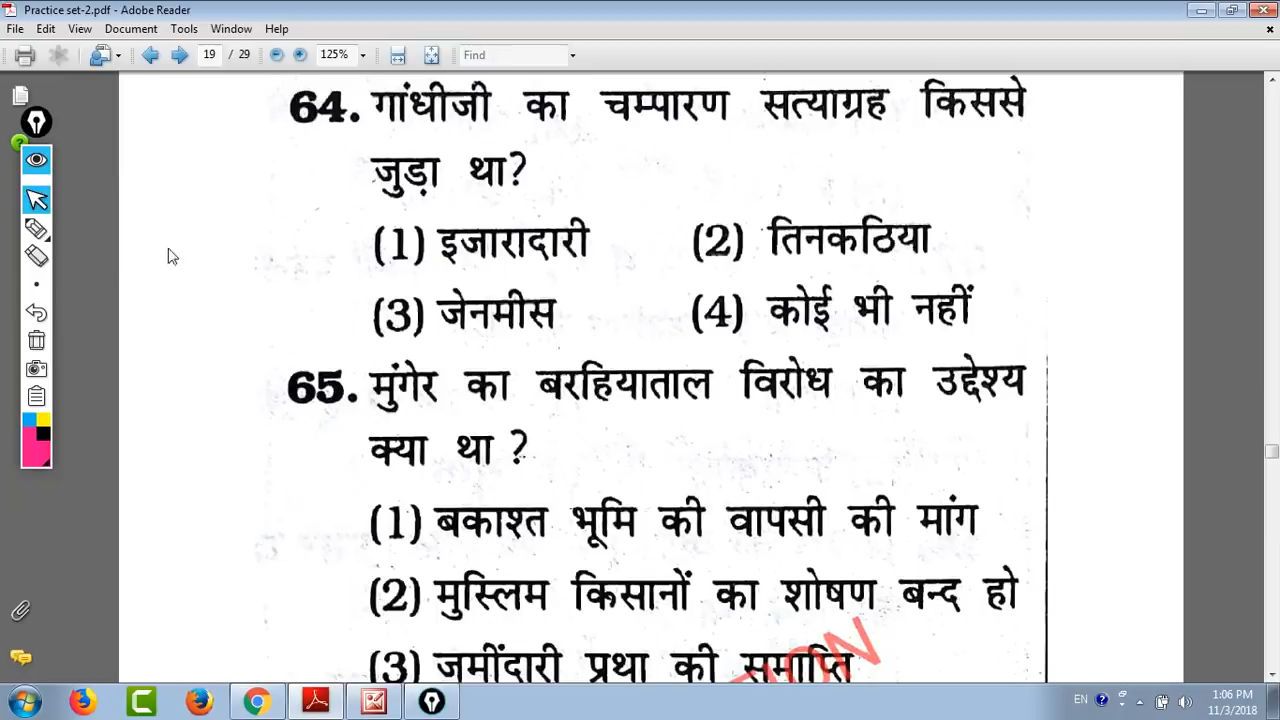 Practice set-2.pdf - Adobe Reader
File Edit View Document Tools Window Help
19 / 29 125% Find
64. गांधीजी का चम्पारण सत्याग्रह किससे
जुड़ा था?
(1) इजारादारी (2) तिनकठिया
(3) जेनमीस (4) कोई भी नहीं
65. मुंगेर का बरहियाताल विरोध का उद्देश्य
क्या था ?
(1) बकाश्त भूमि की वापसी की मांग
(2) मुस्लिम किसानों का शोषण बन्द हो
(3) जमींदारी प्रथा की समाप्ति
EN 1:06 PM
11/3/2018